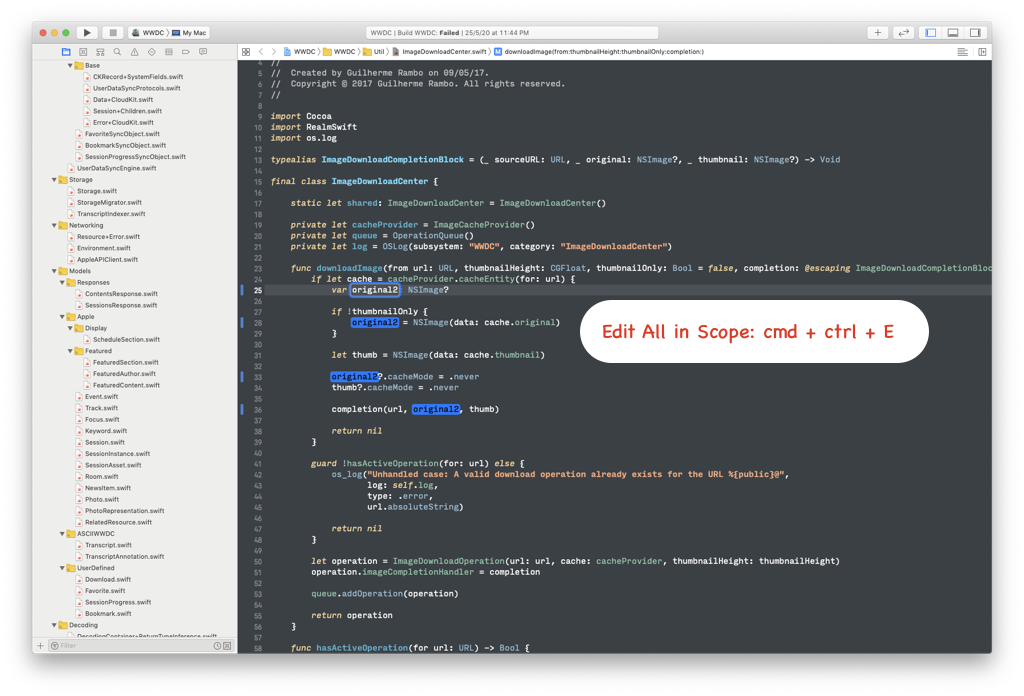 WWDC
My Mac
WWDC | Build WWDC: Failed | 25/5/20 at 11:44 PM
WWDC
WWDC
Util
ImageDownloadCenter.swift
downloadImage(from:thumbnailHeight:thumbnailOnly:completion:)
Base
CKRecord+SystemFields.swift
UserDataSyncProtocols.swift
Data+CloudKit.swift
Session+Children.swift
Error+CloudKit.swift
FavoriteSyncObject.swift
BookmarkSyncObject.swift
SessionProgressSyncObject.swift
UserDataSyncEngine.swift
Storage
Storage.swift
StorageMigrator.swift
TranscriptIndexer.swift
Networking
Resource+Error.swift
Environment.swift
AppleAPIClient.swift
Models
Responses
ContentsResponse.swift
SessionsResponse.swift
Apple
Display
ScheduleSection.swift
Featured
FeaturedSection.swift
FeaturedAuthor.swift
FeaturedContent.swift
Event.swift
Track.swift
Focus.swift
Keyword.swift
Session.swift
SessionInstance.swift
SessionAsset.swift
Room.swift
NewsItem.swift
Photo.swift
PhotoRepresentation.swift
RelatedResource.swift
ASCIIWWDC
Transcript.swift
TranscriptAnnotation.swift
UserDefined
Download.swift
Favorite.swift
SessionProgress.swift
Bookmark.swift
Decoding
DecodingContainer+ReturnTypeInference.swift
Filter
4 //
5 //  Created by Guilherme Rambo on 09/05/17.
6 //  Copyright © 2017 Guilherme Rambo. All rights reserved.
7 //
8
9 import Cocoa
10 import RealmSwift
11 import os.log
12
13 typealias ImageDownloadCompletionBlock = (_ sourceURL: URL, _ original: NSImage?, _ thumbnail: NSImage?) -> Void
14
15 final class ImageDownloadCenter {
16
17 static let shared: ImageDownloadCenter = ImageDownloadCenter()
18
19 private let cacheProvider = ImageCacheProvider()
20 private let queue = OperationQueue()
21 private let log = OSLog(subsystem: "WWDC", category: "ImageDownloadCenter")
22
23 func downloadImage(from url: URL, thumbnailHeight: CGFloat, thumbnailOnly: Bool = false, completion: @escaping ImageDownloadCompletionBloc
24 if let cache = cacheProvider.cacheEntity(for: url) {
25 var original2: NSImage?
26
27 if !thumbnailOnly {
28 original2 = NSImage(data: cache.original)
29 }
30
31 let thumb = NSImage(data: cache.thumbnail)
32
33 original2?.cacheMode = .never
34 thumb?.cacheMode = .never
35
36 completion(url, original2, thumb)
37
38 return nil
39 }
40
41 guard !hasActiveOperation(for: url) else {
42 os_log("Unhandled case: A valid download operation already exists for the URL %{public}@",
43 log: self.log,
44 type: .error,
45 url.absoluteString)
46
47 return nil
48 }
49
50 let operation = ImageDownloadOperation(url: url, cache: cacheProvider, thumbnailHeight: thumbnailHeight)
51 operation.imageCompletionHandler = completion
52
53 queue.addOperation(operation)
54
55 return operation
56 }
57
58 func hasActiveOperation(for url: URL) -> Bool {
Edit All in Scope: cmd + ctrl + E